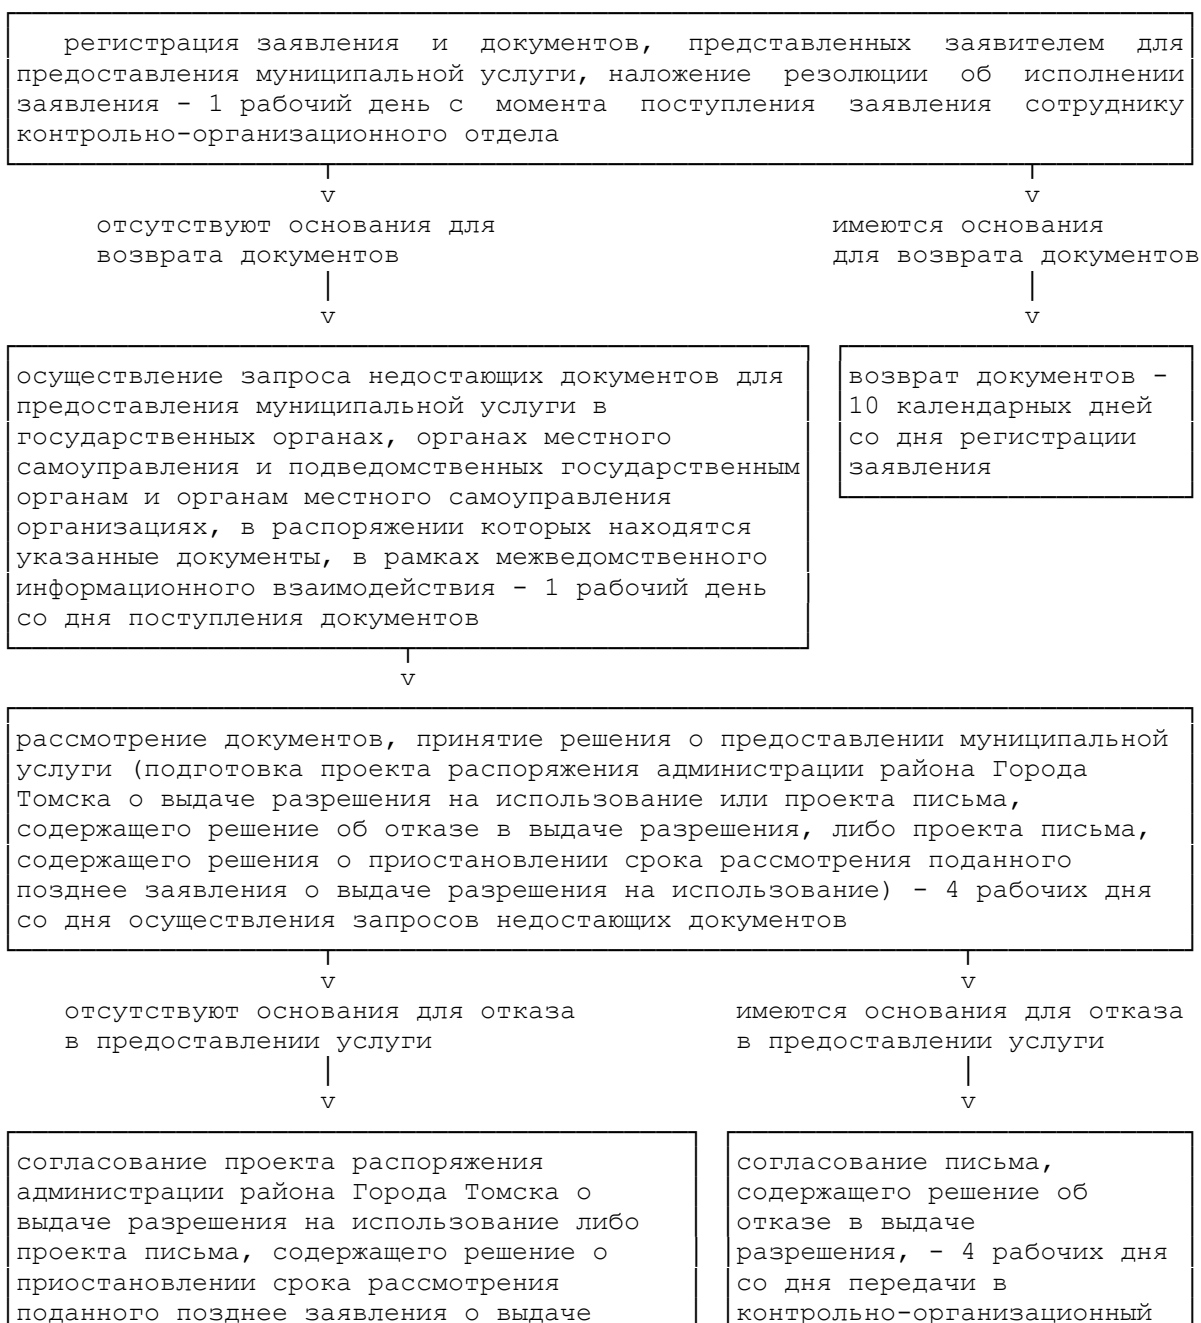 регистрация заявления и документов, представленных заявителем для
предоставления муниципальной услуги, наложение резолюции об исполнении
заявления - 1 рабочий день с момента поступления заявления сотруднику
контрольно-организационного отдела
v v
отсутствуют основания для
возврата документов
имеются основания
для возврата документов
v v
осуществление запроса недостающих документов для
предоставления муниципальной услуги в
государственных органах, органах местного
самоуправления и подведомственных государственным
органам и органам местного самоуправления
организациях, в распоряжении которых находятся
указанные документы, в рамках межведомственного
информационного взаимодействия - 1 рабочий день
со дня поступления документов
возврат документов -
10 календарных дней
со дня регистрации
заявления
v
рассмотрение документов, принятие решения о предоставлении муниципальной
услуги (подготовка проекта распоряжения администрации района Города
Томска о выдаче разрешения на использование или проекта письма,
содержащего решение об отказе в выдаче разрешения, либо проекта письма,
содержащего решения о приостановлении срока рассмотрения поданного
позднее заявления о выдаче разрешения на использование) - 4 рабочих дня
со дня осуществления запросов недостающих документов
v v
отсутствуют основания для отказа
в предоставлении услуги
имеются основания для отказа
в предоставлении услуги
v v
согласование проекта распоряжения
администрации района Города Томска о
выдаче разрешения на использование либо
проекта письма, содержащего решение о
приостановлении срока рассмотрения
поданного позднее заявления о выдаче
согласование письма,
содержащего решение об
отказе в выдаче
разрешения, - 4 рабочих дня
со дня передачи в
контрольно-организационный